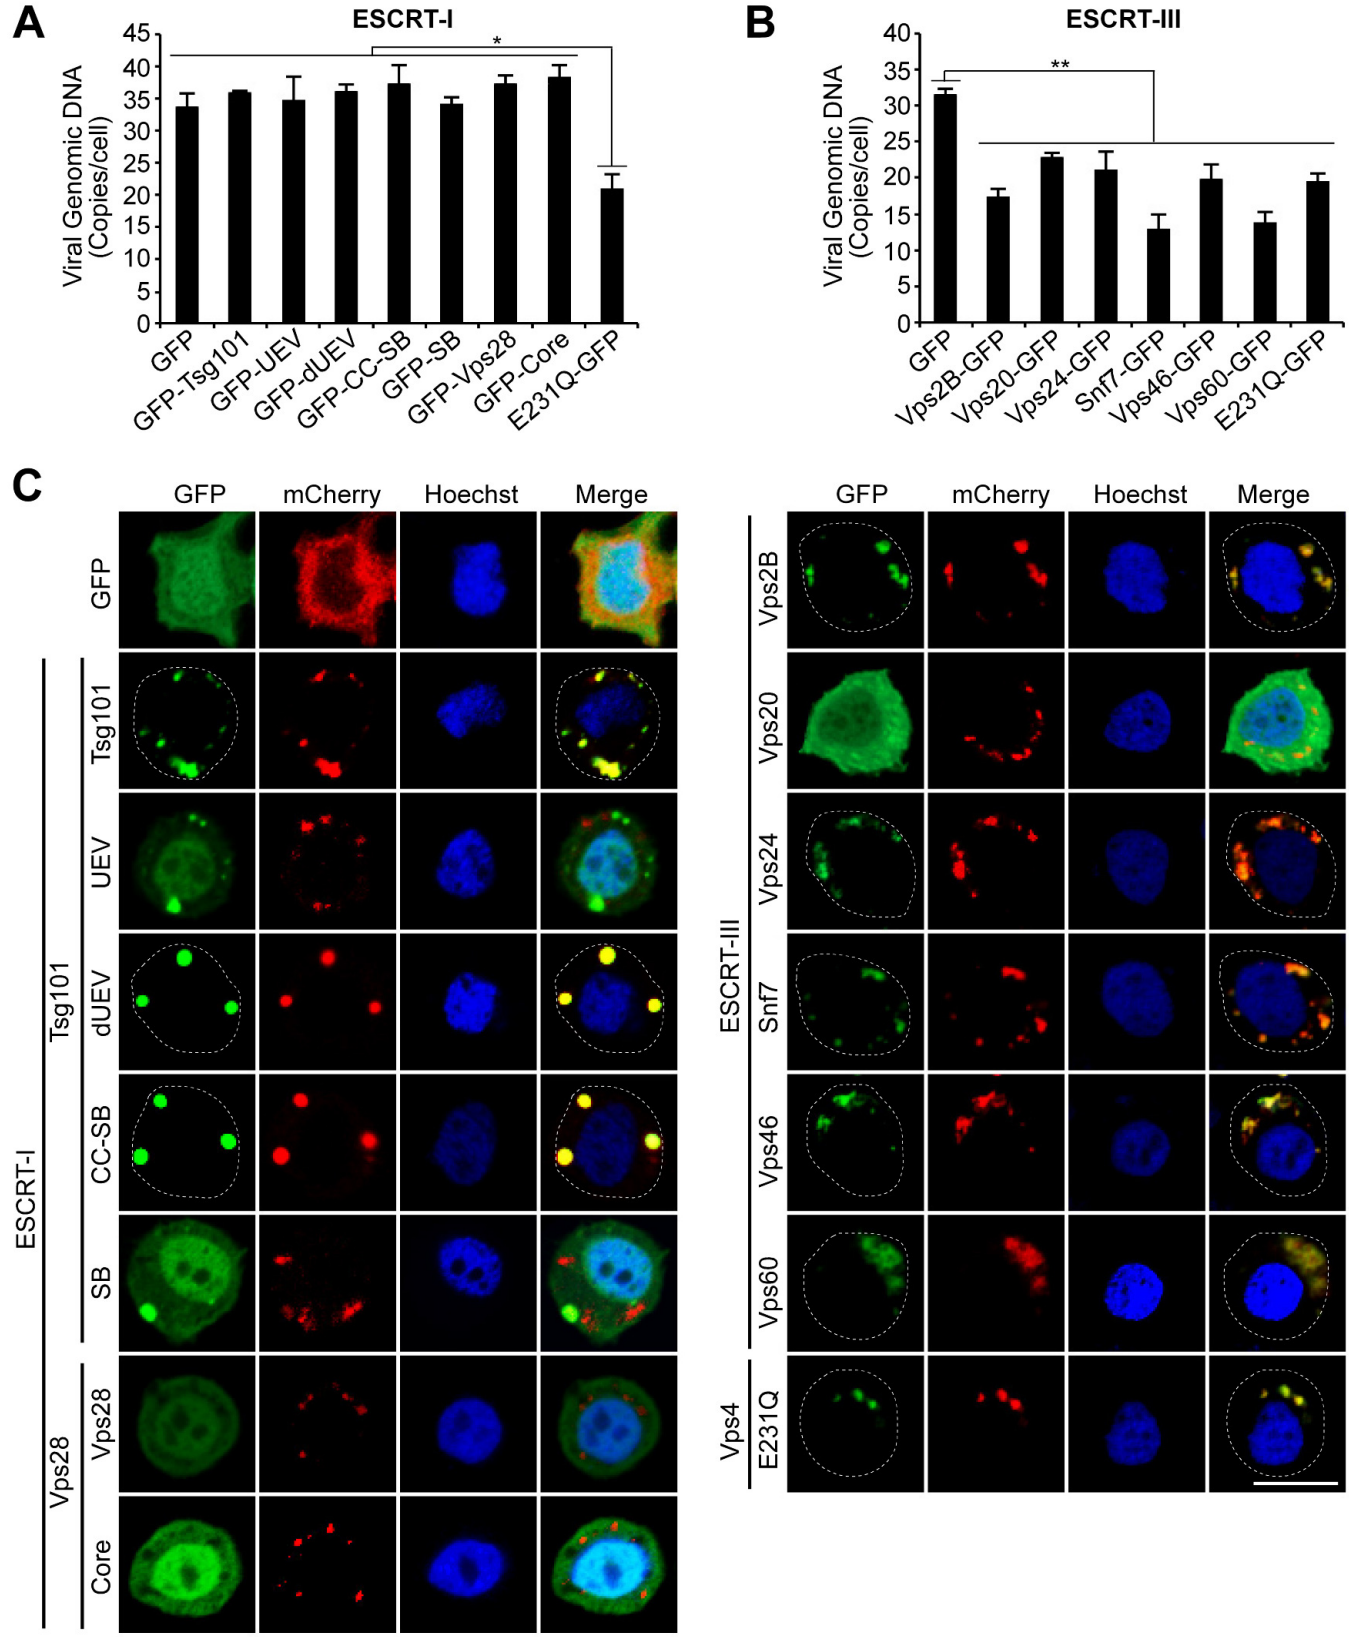 A
ESCRT-I
Viral Genomic DNA
(Copies/cell)
45
40
35
30
25
20
15
10
5
0
*
GFP
GFP-Tsg101
GFP-UEV
GFP-dUEV
GFP-CC-SB
GFP-SB
GFP-Vps28
GFP-Core
E231Q-GFP
B
ESCRT-III
Viral Genomic DNA
(Copies/cell)
40
35
30
25
20
15
10
5
0
**
GFP
Vps2B-GFP
Vps20-GFP
Vps24-GFP
Snf7-GFP
Vps46-GFP
Vps60-GFP
E231Q-GFP
C
GFP mCherry Hoechst Merge
GFP
ESCRT-I
Tsg101
Tsg101
UEV
dUEV
CC-SB
SB
Vps28
Vps28
Core
GFP mCherry Hoechst Merge
ESCRT-III
Vps2B
Vps20
Vps24
Snf7
Vps46
Vps60
Vps4
E231Q